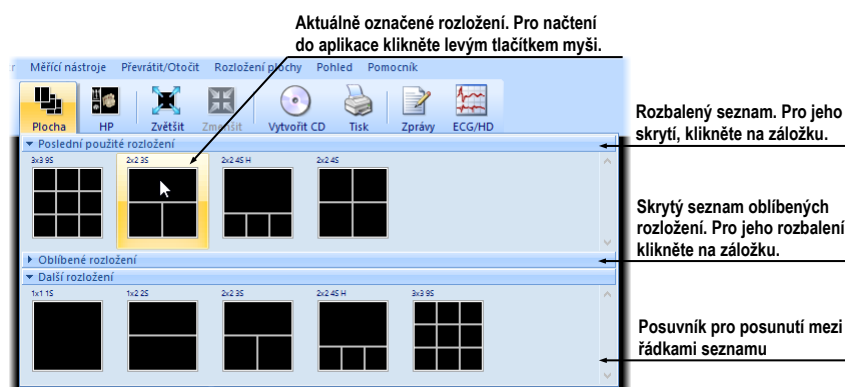 Aktuálně označené rozložení. Pro načtení
do aplikace klikněte levým tlačítkem myši.
Měřící nástroje Převrátit/Otočit Rozložení plochy Pohled Pomocník
Plocha HP Zvětšit Zmenšit Vytvořit CD Tisk Zprávy ECG/HD
Poslední použité rozložení
3x3 9S 2x2 3S 2x2 4S H 2x2 4S
Oblíbené rozložení
Další rozložení
1x1 1S 1x2 2S 2x2 3S 2x2 4S H 3x3 9S
Rozbalený seznam. Pro jeho
skrytí, klikněte na záložku.
Skrytý seznam oblíbených
rozložení. Pro jeho rozbalení
klikněte na záložku.
Posuvník pro posunutí mezi
řádkami seznamu